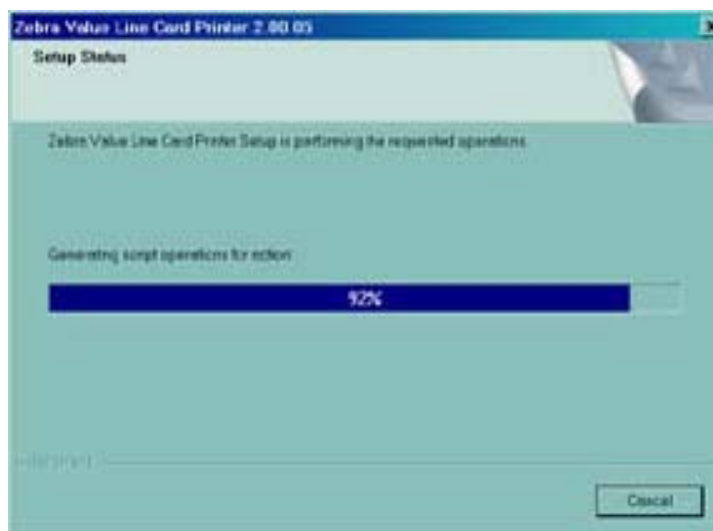 Zebra Value Line Card Printer 2.00.05
Setup Status
Zebra Value Line Card Printer Setup is performing the requested operations.
Generating script operations for action:
92%
Cancel